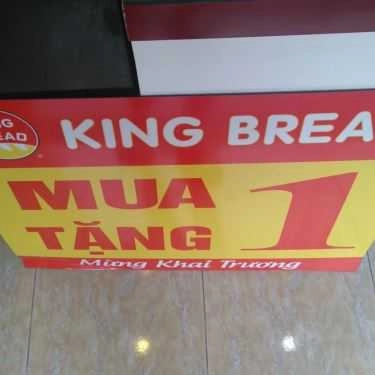 KING BREA
MUA
TẶNG 1
Mừng Khai Trương